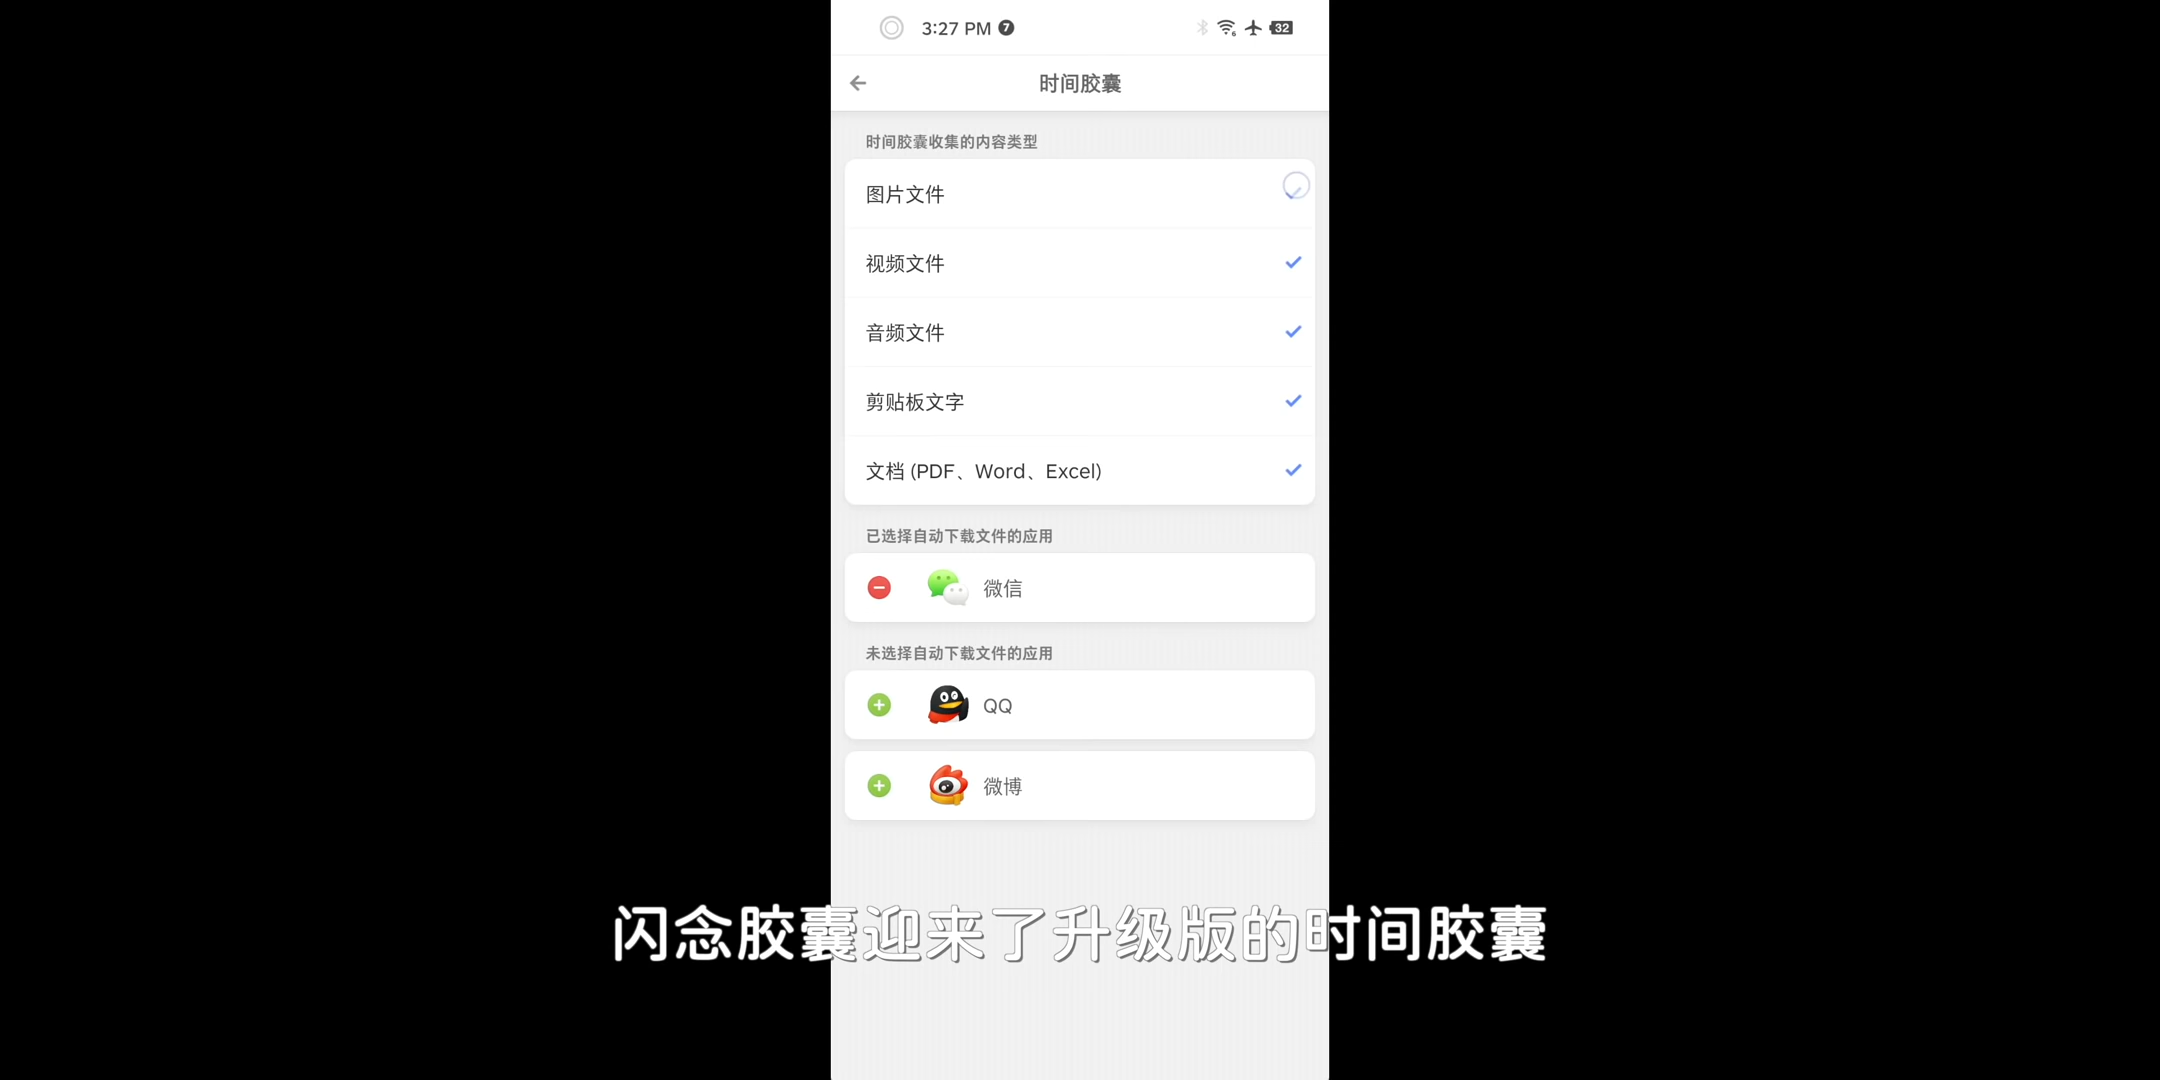 3:27 PM 7
6 32
时间胶囊
时间胶囊收集的内容类型
图片文件
视频文件
音频文件
剪贴板文字
文档 (PDF、Word、Excel)
已选择自动下载文件的应用
微信
未选择自动下载文件的应用
QQ
微博
闪念胶囊迎来了升级版的时间胶囊